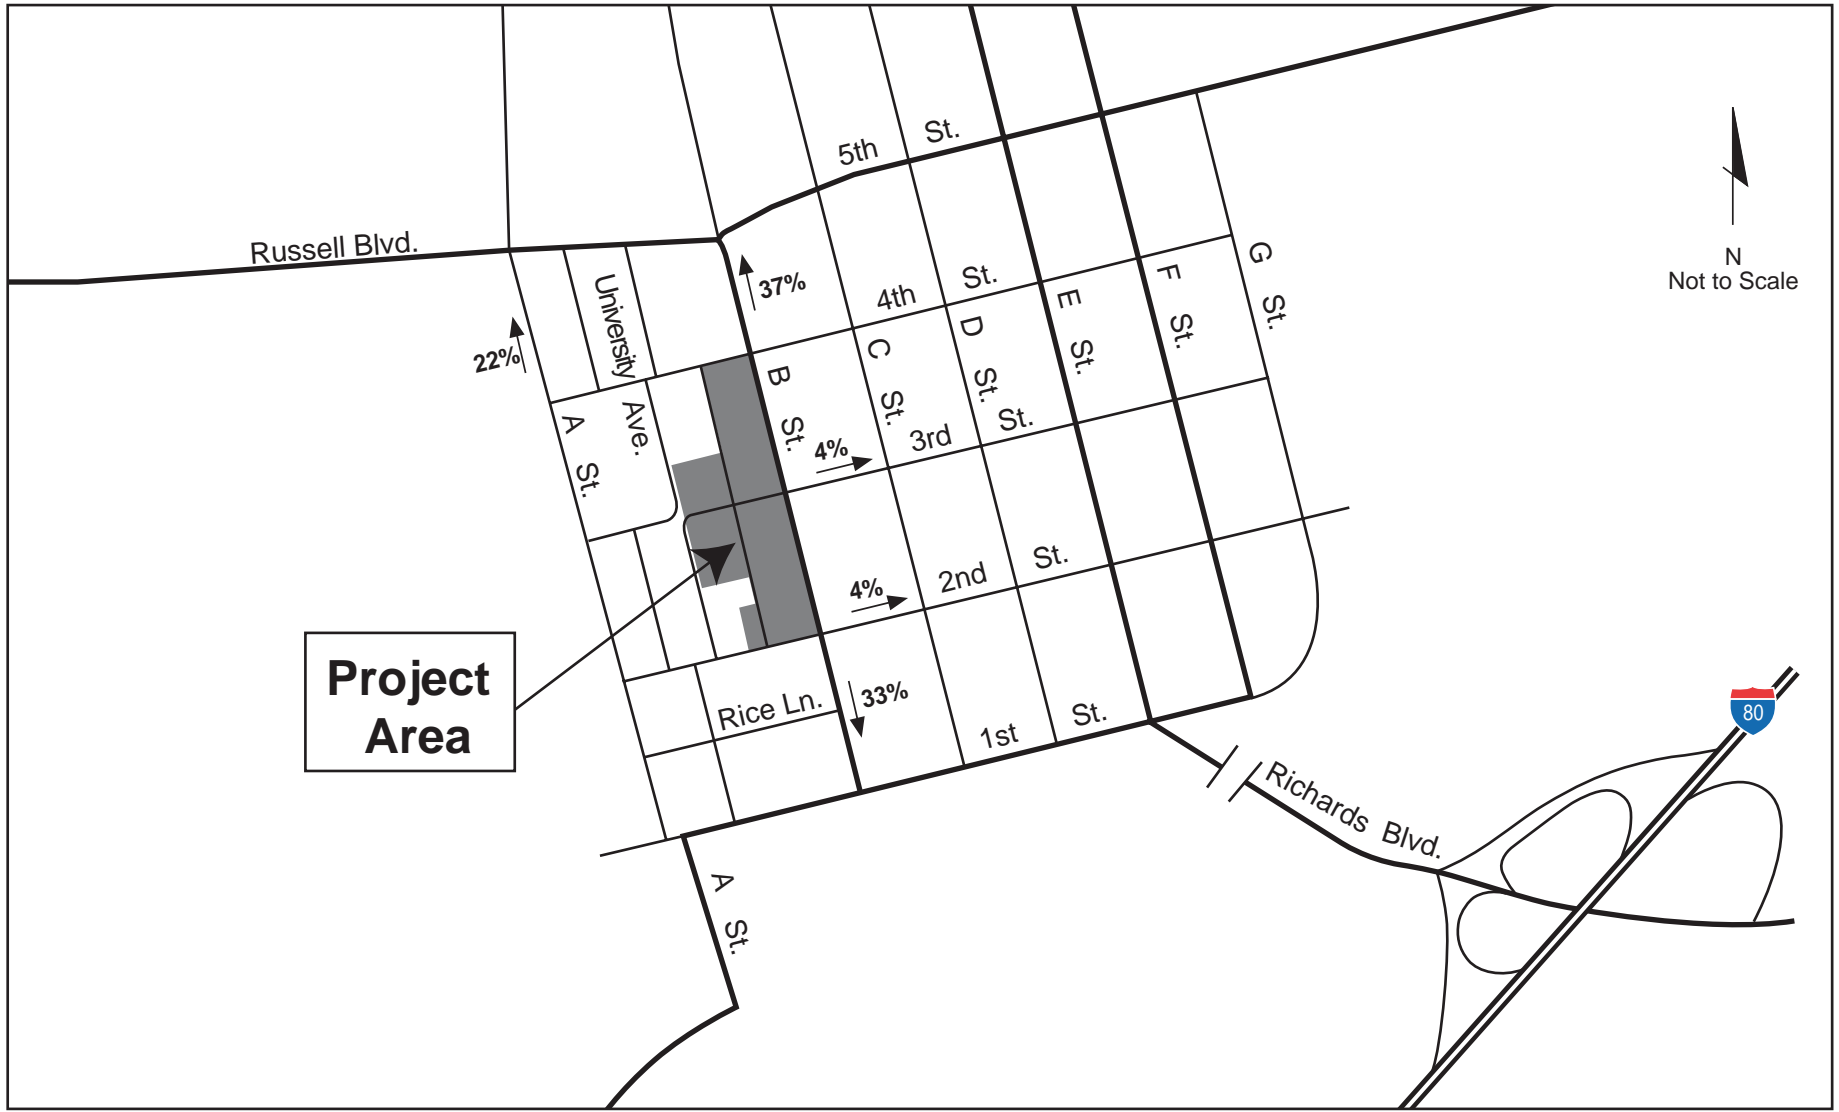 5th St.
Russell Blvd.
University Ave.
37%
22%
4th St.
G St.
F St.
E St.
D St.
C St.
B St.
A St.
N
Not to Scale
3rd St.
4%
2nd St.
4%
Project
Area
Rice Ln.
33%
1st St.
80
Richards Blvd.
A St.